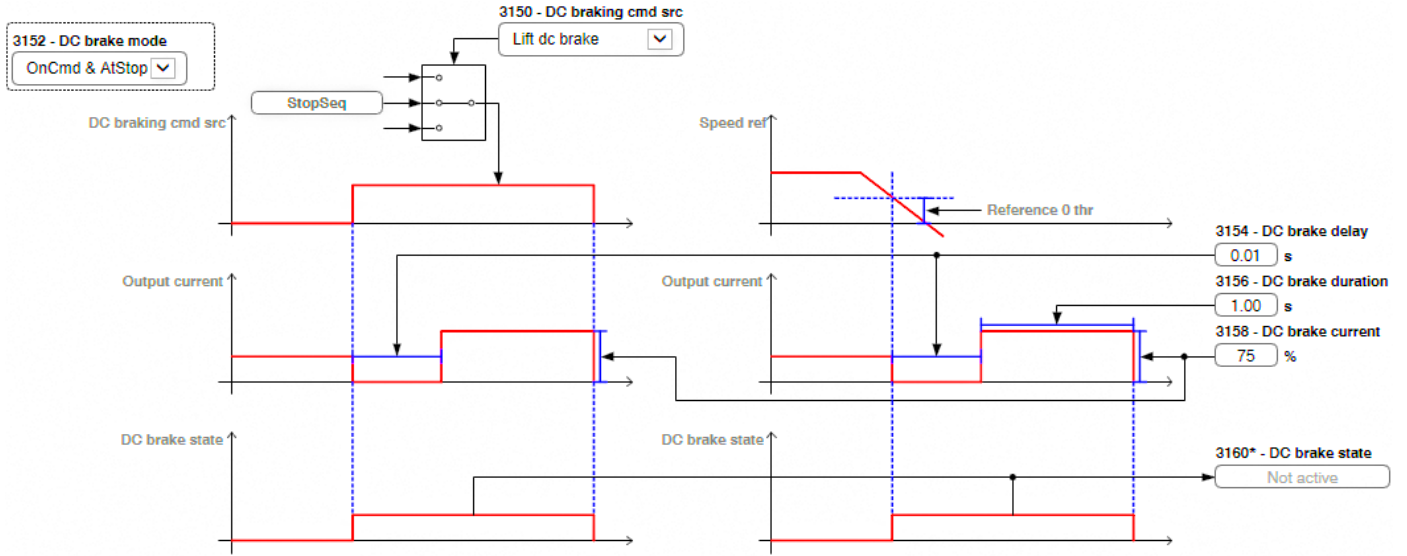 3150 - DC braking cmd src
Lift dc brake
3152 - DC brake mode
OnCmd & AtStop
StopSeq
DC braking cmd src
Speed ref
Reference 0 thr
3154 - DC brake delay
0.01 s
Output current
Output current
3156 - DC brake duration
1.00 s
3158 - DC brake current
75 %
DC brake state
DC brake state
3160* - DC brake state
Not active